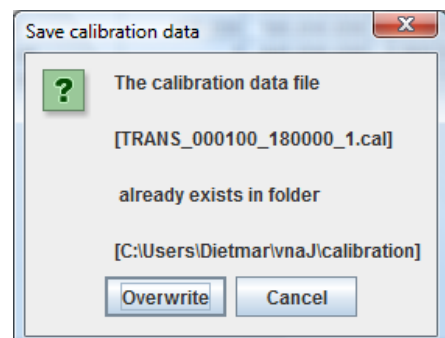 Save calibration data
The calibration data file
[TRANS_000100_180000_1.cal]
already exists in folder
[C:\Users\Dietmar\vnaJ\calibration]
Overwrite Cancel